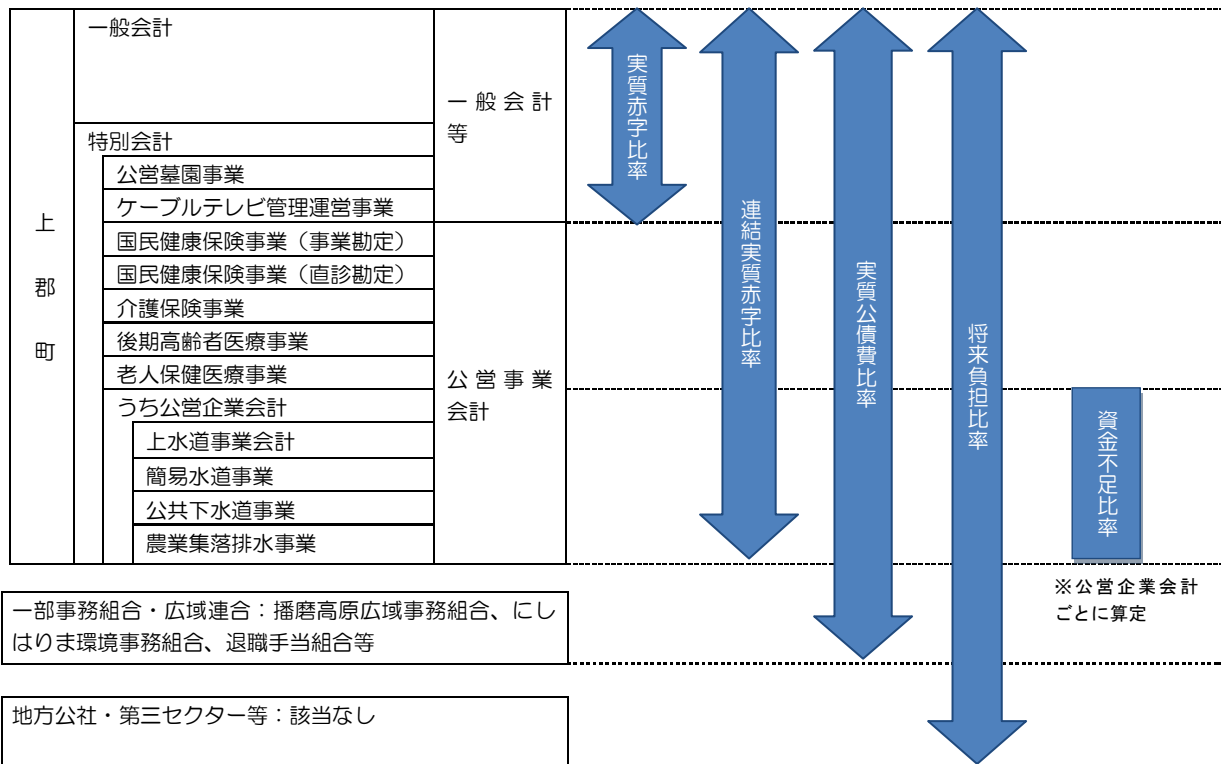 上郡町
一般会計
特別会計
公営墓園事業
ケーブルテレビ管理運営事業
国民健康保険事業（事業勘定）
国民健康保険事業（直診勘定）
介護保険事業
後期高齢者医療事業
老人保健医療事業
うち公営企業会計
上水道事業会計
簡易水道事業
公共下水道事業
農業集落排水事業
一般会計
等
公営事業
会計
実質赤字比率
連結実質赤字比率
実質公債費比率
将来負担比率
資金不足比率
※公営企業会計
ごとに算定
一部事務組合・広域連合：播磨高原広域事務組合、にし
はりま環境事務組合、退職手当組合等
地方公社・第三セクター等：該当なし